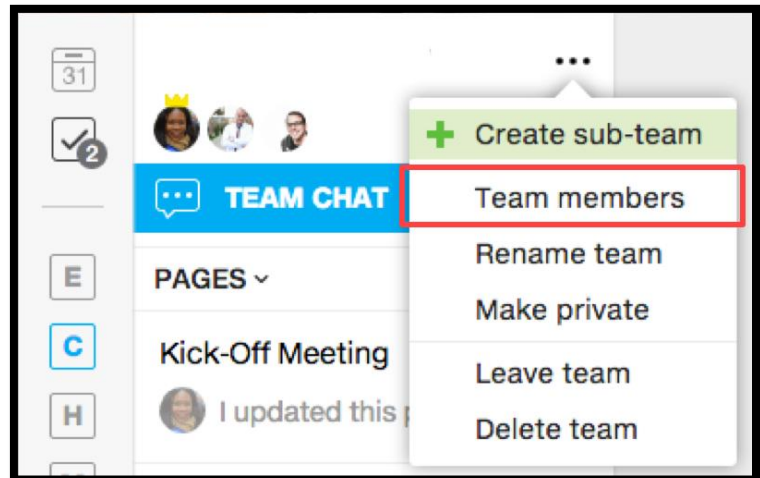 31
•••
2
+ Create sub-team
TEAM CHAT
Team members
Rename team
E
PAGES
Make private
C
Kick-Off Meeting
Leave team
H
I updated this
Delete team